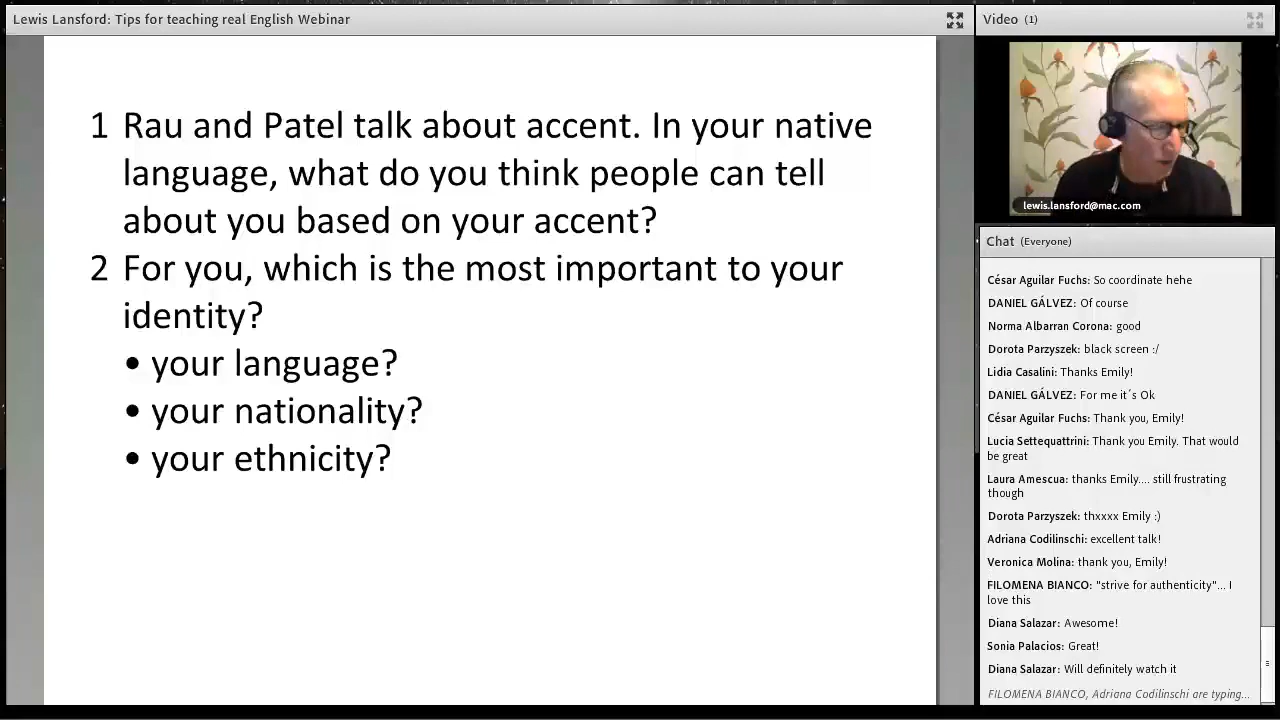 Lewis Lansford: Tips for teaching real English Webinar
1 Rau and Patel talk about accent. In your native
language, what do you think people can tell
about you based on your accent?
2 For you, which is the most important to your
identity?
• your language?
• your nationality?
• your ethnicity?
Video (1)
lewis.lansford@mac.com
Chat (Everyone)
César Aguilar Fuchs: So coordinate hehe
DANIEL GÁLVEZ: Of course
Norma Albarran Corona: good
Dorota Parzyszek: black screen :/
Lidia Casalini: Thanks Emily!
DANIEL GÁLVEZ: For me it´s Ok
César Aguilar Fuchs: Thank you, Emily!
Lucia Settequattrini: Thank you Emily. That would
be great
Laura Amescua: thanks Emily.... still frustrating
though
Dorota Parzyszek: thxxxx Emily :)
Adriana Codilinschi: excellent talk!
Veronica Molina: thank you, Emily!
FILOMENA BIANCO: "strive for authenticity"... I
love this
Diana Salazar: Awesome!
Sonia Palacios: Great!
Diana Salazar: Will definitely watch it
FILOMENA BIANCO, Adriana Codilinschi are typing...